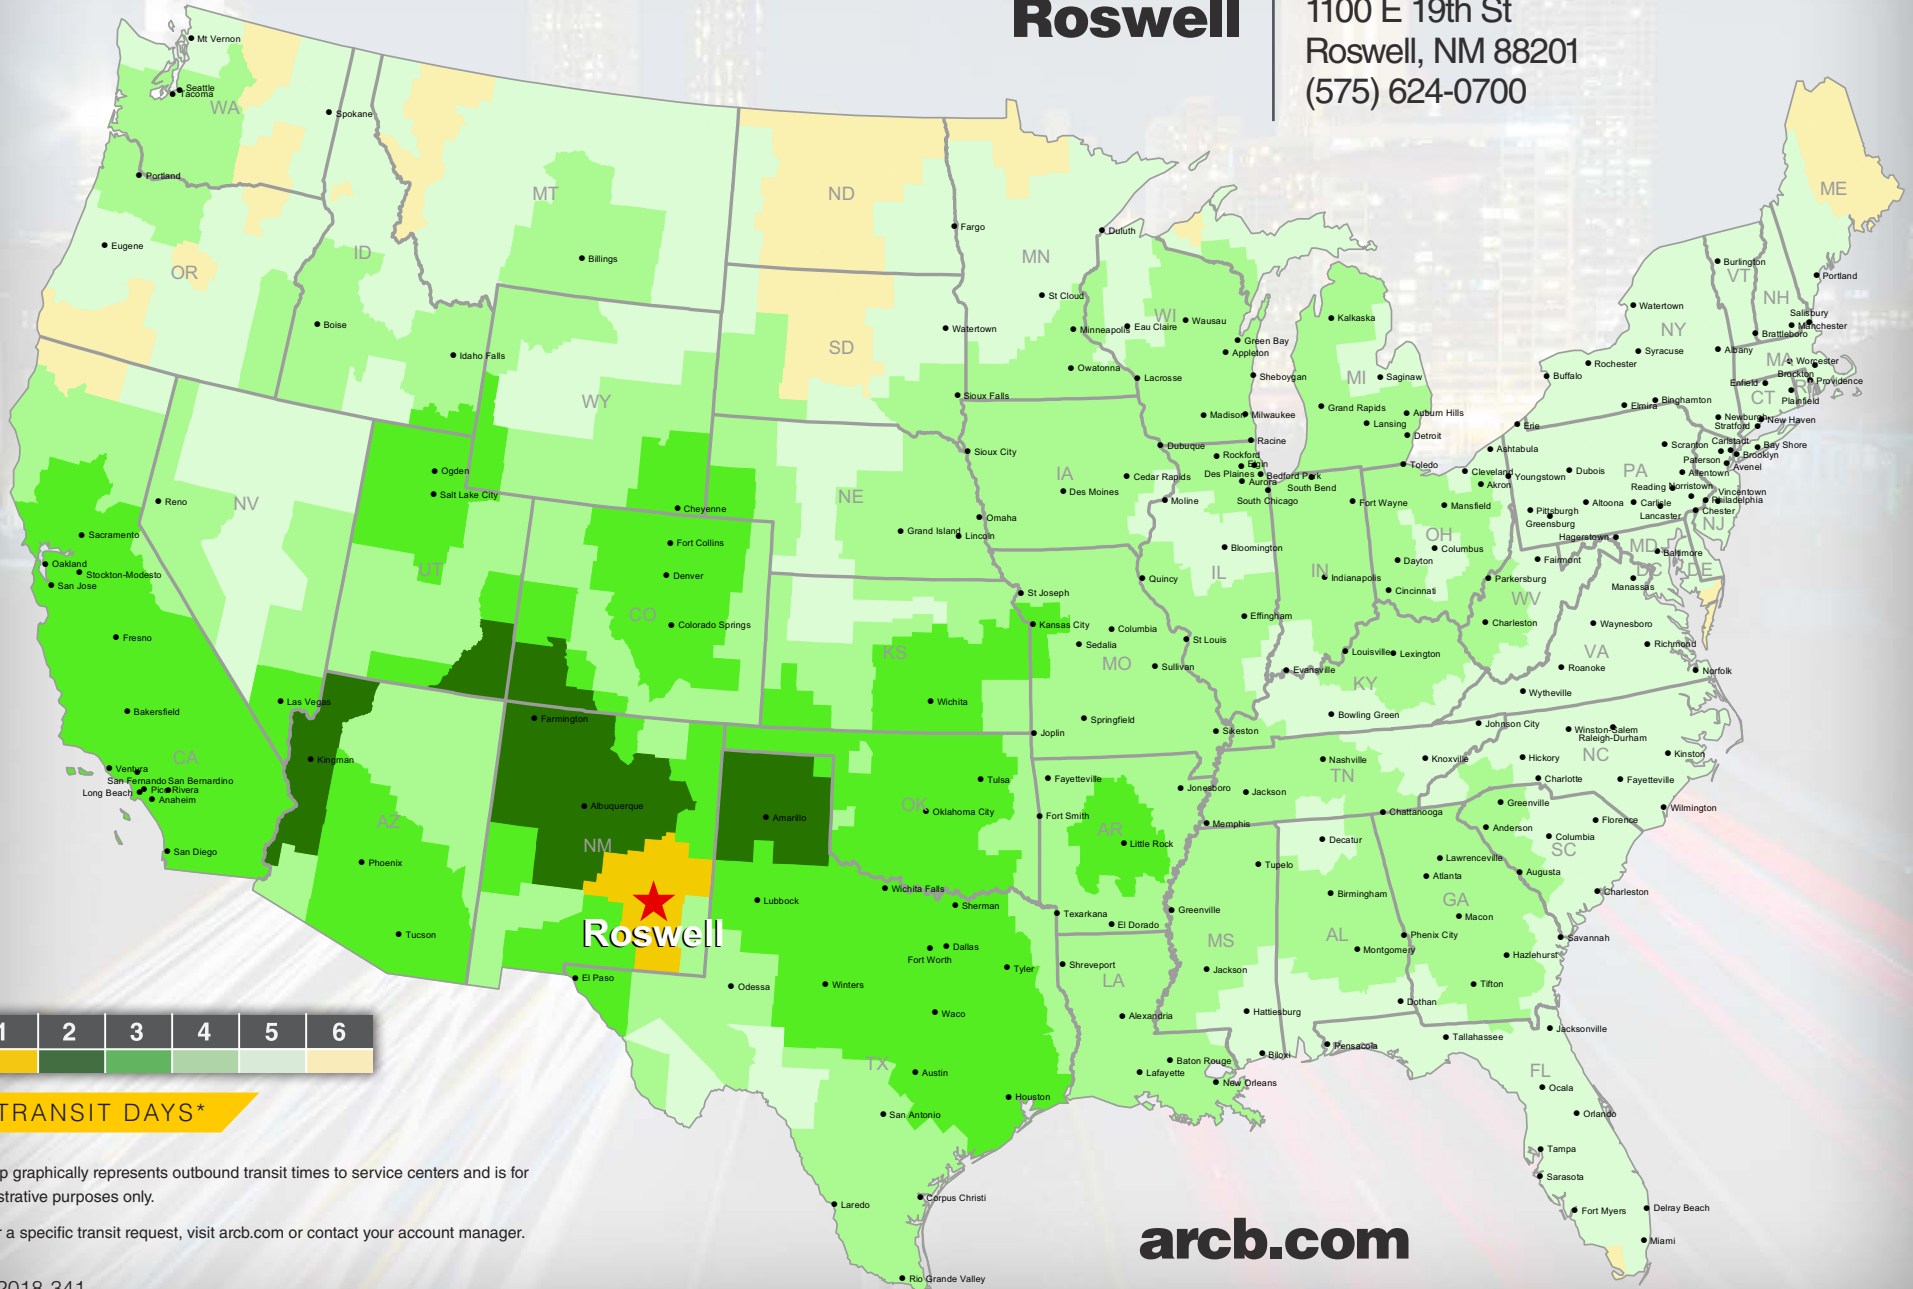 Roswell
1100 E 19th St
Roswell, NM 88201
(575) 624-0700
Mt Vernon
Seattle
Tacoma
WA
Spokane
Portland
Eugene
OR
ID
Boise
Idaho Falls
MT
Billings
ND
Fargo
MN
Duluth
St Cloud
Minneapolis
Owatonna
Watertown
SD
Sioux Falls
WY
Cheyenne
Ogden
Salt Lake City
UT
Reno
NV
Las Vegas
Sacramento
Oakland
Stockton-Modesto
San Jose
Fresno
Bakersfield
CA
Ventura
San Fernando
San Bernardino
Pico Rivera
Long Beach
Anaheim
San Diego
Kingman
AZ
Phoenix
Tucson
Farmington
Albuquerque
NM
Roswell
El Paso
Fort Collins
Denver
CO
Colorado Springs
NE
Grand Island
Lincoln
Omaha
Sioux City
IA
Des Moines
Cedar Rapids
Dubuque
Moline
WI
Eau Claire
Wausau
Green Bay
Appleton
Lacrosse
Sheboygan
Madison
Milwaukee
Racine
Rockford
Elgin
Des Plaines
Bedford Park
Aurora
South Chicago
South Bend
Bloomington
IL
Quincy
Effingham
KS
Wichita
St Joseph
Kansas City
Columbia
Sedalia
MO
St Louis
Sullivan
Springfield
Joplin
Sikeston
Amarillo
OK
Tulsa
Oklahoma City
Fayetteville
Fort Smith
AR
Little Rock
Jonesboro
Texarkana
El Dorado
Wichita Falls
Sherman
Lubbock
Dallas
Fort Worth
Tyler
Odessa
Winters
Waco
TX
Austin
Houston
San Antonio
Laredo
Corpus Christi
Rio Grande Valley
Shreveport
LA
Alexandria
Baton Rouge
Lafayette
New Orleans
Greenville
MS
Jackson
Hattiesburg
Biloxi
Tupelo
Memphis
Jackson
Nashville
TN
Knoxville
Chattanooga
Johnson City
Decatur
Birmingham
AL
Montgomery
Phenix City
Dothan
Pensacola
Lawrenceville
Atlanta
GA
Macon
Hazlehurst
Tifton
Augusta
Savannah
Tallahassee
Jacksonville
FL
Ocala
Orlando
Tampa
Sarasota
Fort Myers
Delray Beach
Miami
Greenville
Anderson
Columbia
SC
Florence
Charleston
Winston-Salem
Raleigh-Durham
NC
Hickory
Charlotte
Fayetteville
Kinston
Wilmington
Kalkaska
MI
Saginaw
Grand Rapids
Lansing
Auburn Hills
Detroit
Toledo
Fort Wayne
IN
Indianapolis
Evansville
Louisville
Lexington
KY
Bowling Green
Cleveland
Akron
Ashtabula
Youngstown
Mansfield
OH
Columbus
Dayton
Cincinnati
Parkersburg
WV
Charleston
Fairmont
Waynesboro
VA
Richmond
Roanoke
Norfolk
Wytheville
Manassas
Erie
Dubois
PA
Pittsburgh
Greensburg
Altoona
Carlisle
Lancaster
Reading
Norristown
Scranton
Allentown
Philadelphia
Chester
Vincentown
NJ
Hagerstown
MD
Baltimore
DC
DE
Buffalo
Rochester
Syracuse
Watertown
NY
Elmira
Binghamton
Albany
Newburgh
Carlstadt
Paterson
Brooklyn
Avenel
Bay Shore
Stratford
New Haven
Enfield
CT
Plainfield
Providence
RI
Brockton
Worcester
MA
Brattleboro
Manchester
Salisbury
NH
VT
Burlington
Portland
ME
1 2 3 4 5 6
TRANSIT DAYS*
p graphically represents outbound transit times to service centers and is for
strative purposes only.
r a specific transit request, visit arcb.com or contact your account manager.
2018-341
arcb.com